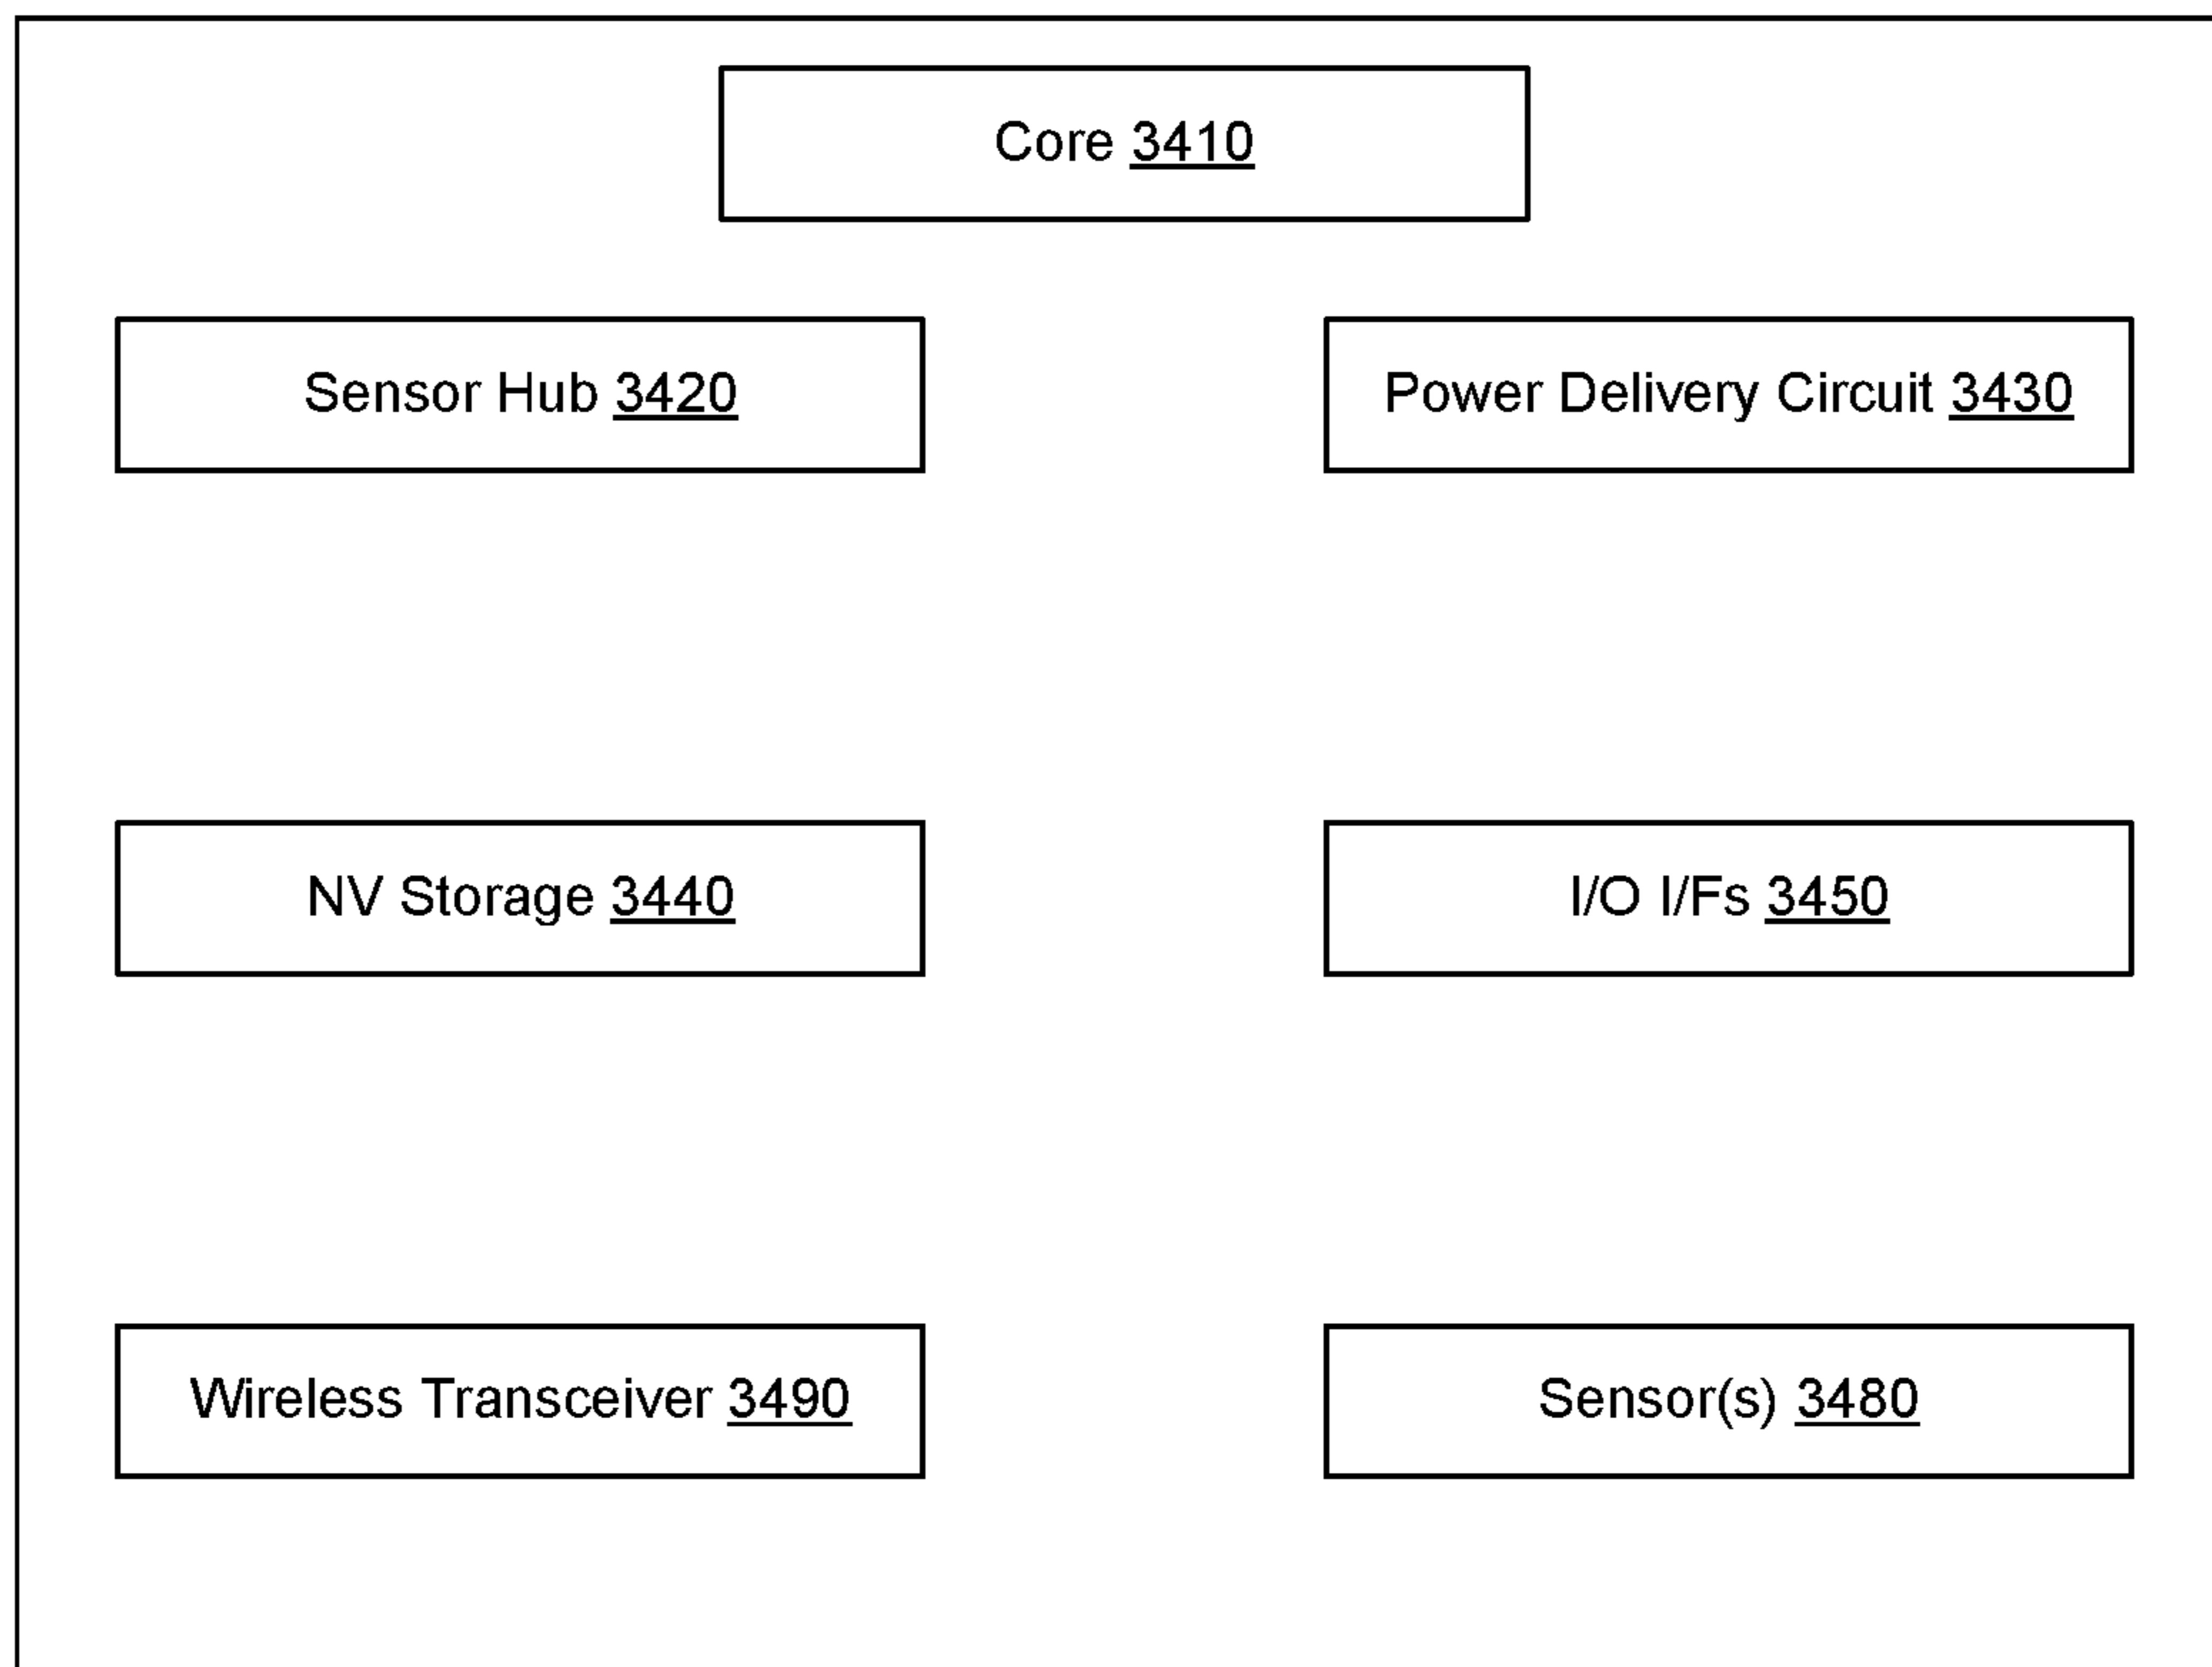 Core 3410
Sensor Hub 3420
Power Delivery Circuit 3430
NV Storage 3440
I/O I/Fs 3450
Wireless Transceiver 3490
Sensor(s) 3480